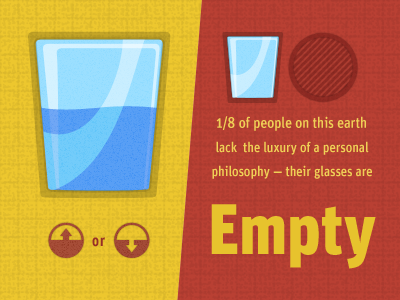 or
1/8 of people on this earth
lack the luxury of a personal
philosophy – their glasses are
Empty